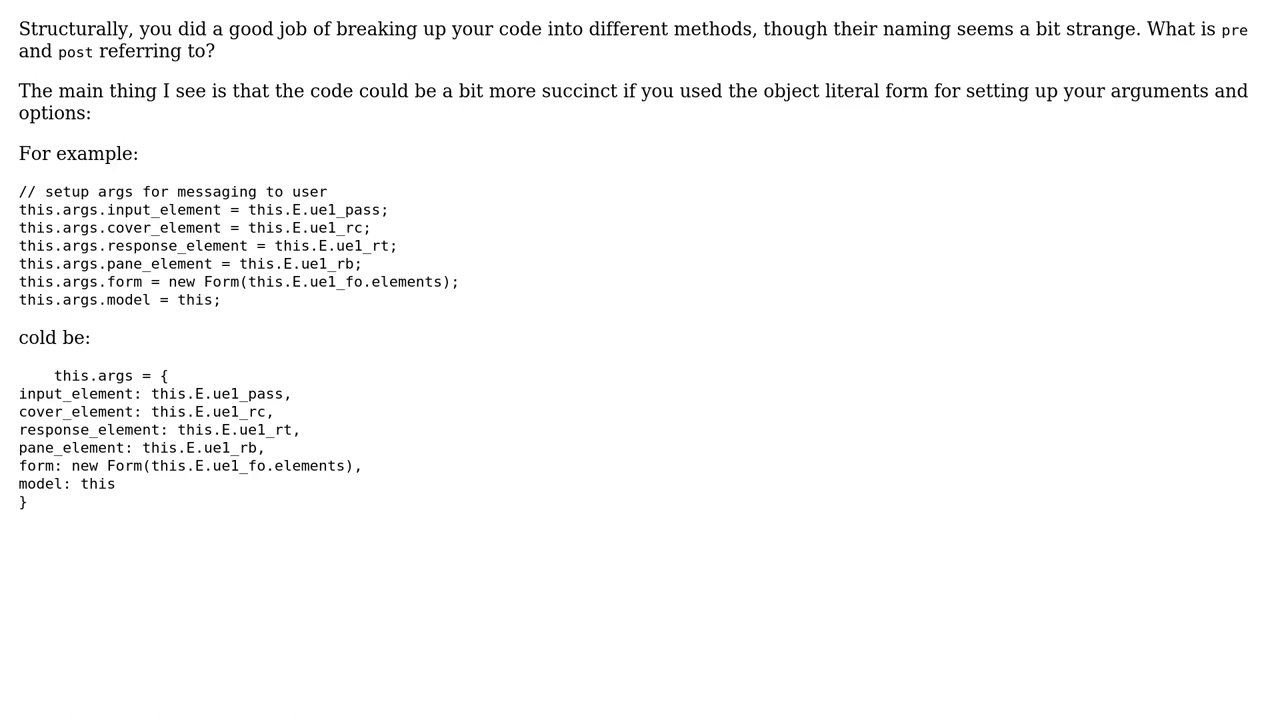 Structurally, you did a good job of breaking up your code into different methods, though their naming seems a bit strange. What is pre
and post referring to?
The main thing I see is that the code could be a bit more succinct if you used the object literal form for setting up your arguments and
options:
For example:
// setup args for messaging to user
this.args.input_element = this.E.ue1_pass;
this.args.cover_element = this.E.ue1_rc;
this.args.response_element = this.E.ue1_rt;
this.args.pane_element = this.E.ue1_rb;
this.args.form = new Form(this.E.ue1_fo.elements);
this.args.model = this;
cold be:
    this.args = {
input_element: this.E.ue1_pass,
cover_element: this.E.ue1_rc,
response_element: this.E.ue1_rt,
pane_element: this.E.ue1_rb,
form: new Form(this.E.ue1_fo.elements),
model: this
}